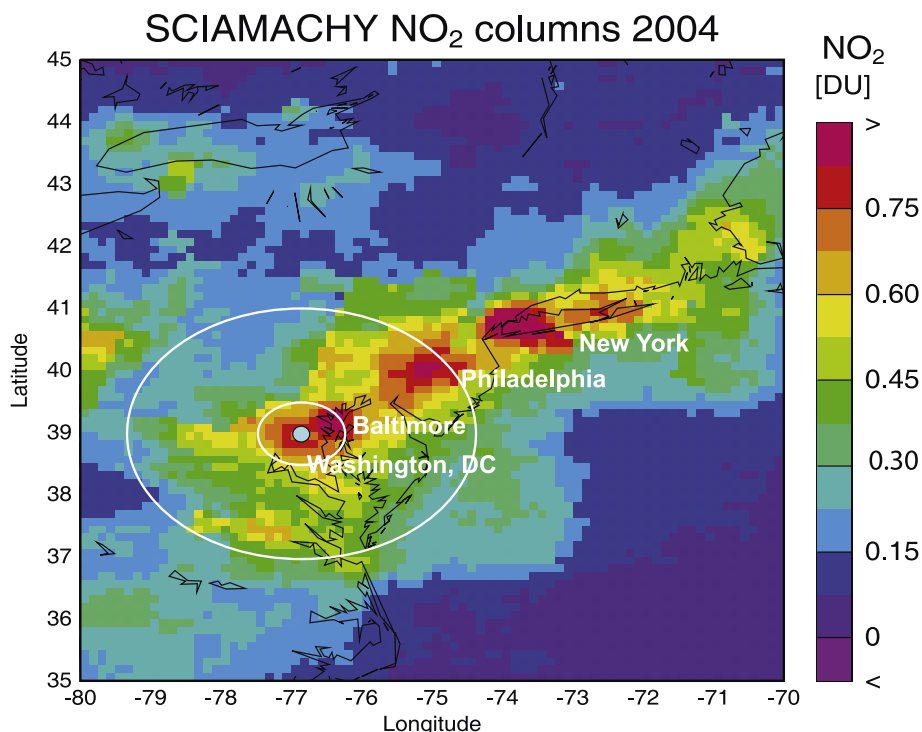 SCIAMACHY NO₂ columns 2004
NO₂
[DU]
>
0.75
0.60
0.45
0.30
0.15
0
<
Latitude
45
44
43
42
41
40
39
38
37
36
35
New York
Philadelphia
Baltimore
Washington, DC
-80 -79 -78 -77 -76 -75 -74 -73 -72 -71 -70
Longitude